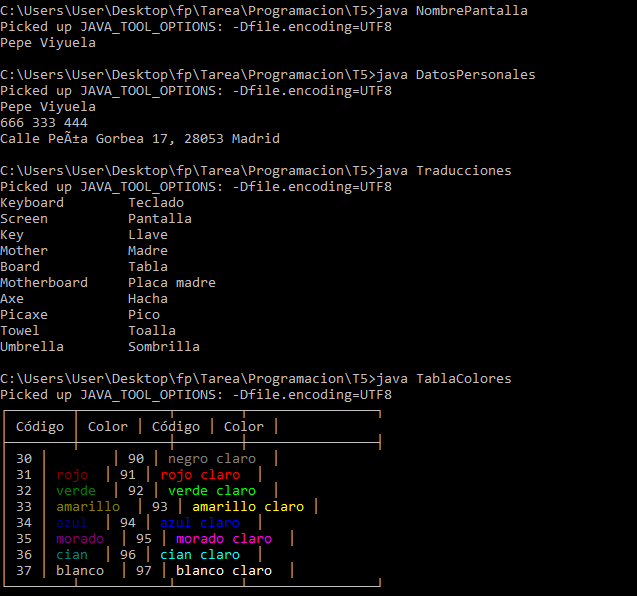 C:\Users\User\Desktop\fp\Tarea\Programacion\T5>java NombrePantalla
Picked up JAVA_TOOL_OPTIONS: -Dfile.encoding=UTF8
Pepe Viyuela
C:\Users\User\Desktop\fp\Tarea\Programacion\T5>java DatosPersonales
Picked up JAVA_TOOL_OPTIONS: -Dfile.encoding=UTF8
Pepe Viyuela
666 333 444
Calle PeÃ±a Gorbea 17, 28053 Madrid
C:\Users\User\Desktop\fp\Tarea\Programacion\T5>java Traducciones
Picked up JAVA_TOOL_OPTIONS: -Dfile.encoding=UTF8
Keyboard Teclado
Screen Pantalla
Key Llave
Mother Madre
Board Tabla
Motherboard Placa madre
Axe Hacha
Picaxe Pico
Towel Toalla
Umbrella Sombrilla
C:\Users\User\Desktop\fp\Tarea\Programacion\T5>java TablaColores
Picked up JAVA_TOOL_OPTIONS: -Dfile.encoding=UTF8
│ Código │ Color │ Código │ Color │
│ 30 │ │ 90 │ negro claro │
│ 31 │ rojo │ 91 │ rojo claro │
│ 32 │ verde │ 92 │ verde claro │
│ 33 │ amarillo │ 93 │ amarillo claro │
│ 34 │ azul │ 94 │ azul claro │
│ 35 │ morado │ 95 │ morado claro │
│ 36 │ cian │ 96 │ cian claro │
│ 37 │ blanco │ 97 │ blanco claro │